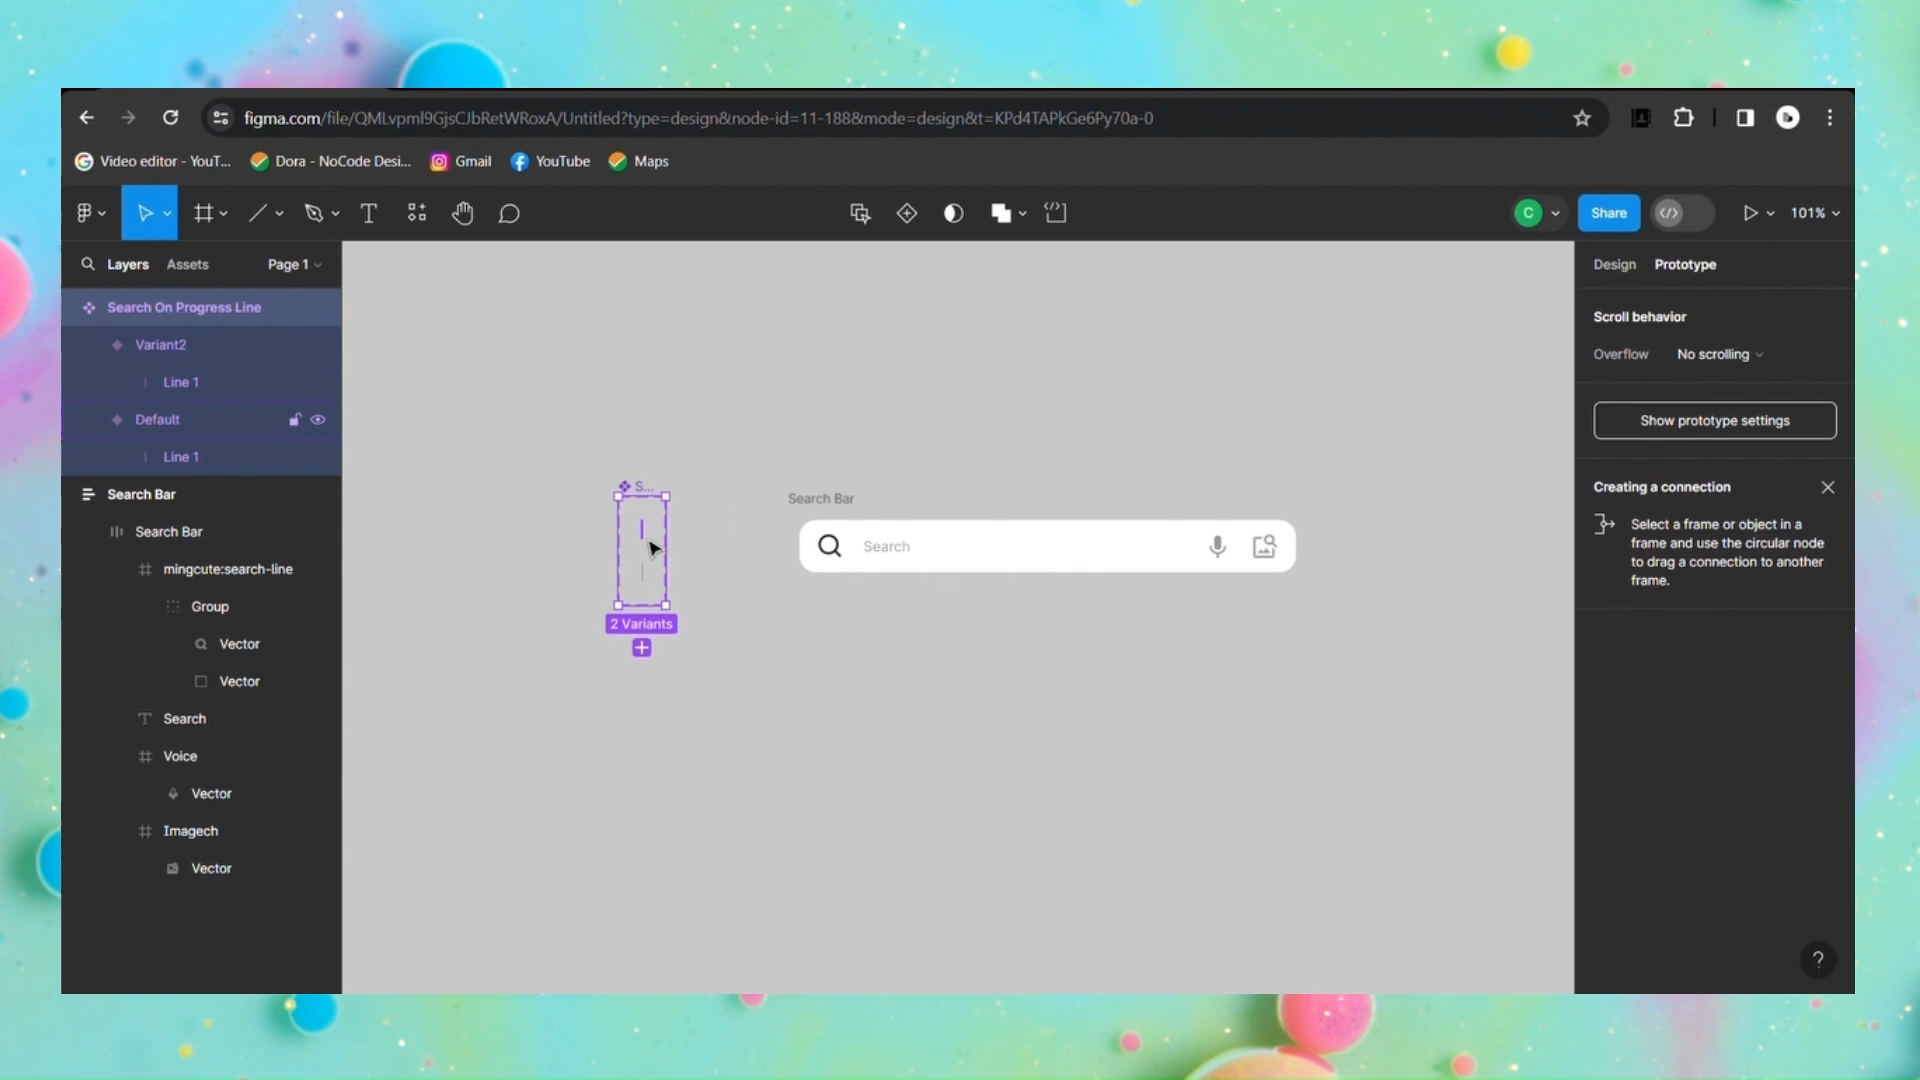 figma.com/file/QMLvpml9GjsCJbRetWRoxA/Untitled?type=design&node-id=11-188&mode=design&t=KPd4TAPkGe6Py70a-0
Video editor - YouT... Dora - NoCode Desi... Gmail YouTube Maps
C Share 101%
Layers Assets Page 1
Design Prototype
Search On Progress Line
Variant2
Line 1
Default
Line 1
Search Bar
Search Bar
mingcute:search-line
Group
Vector
Vector
Search
Voice
Vector
Imagech
Vector
S...
2 Variants
Search Bar
Search
Scroll behavior
Overflow No scrolling
Show prototype settings
Creating a connection
Select a frame or object in a
frame and use the circular node
to drag a connection to another
frame.
?